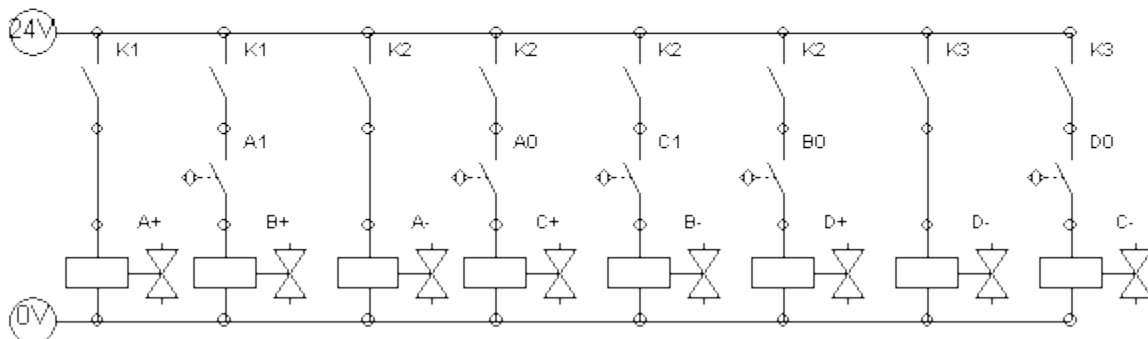 24V
K1 K1 K2 K2 K2 K2 K3 K3
A1 A0 C1 B0 D0
A+ B+ A- C+ B- D+ D- C-
0V